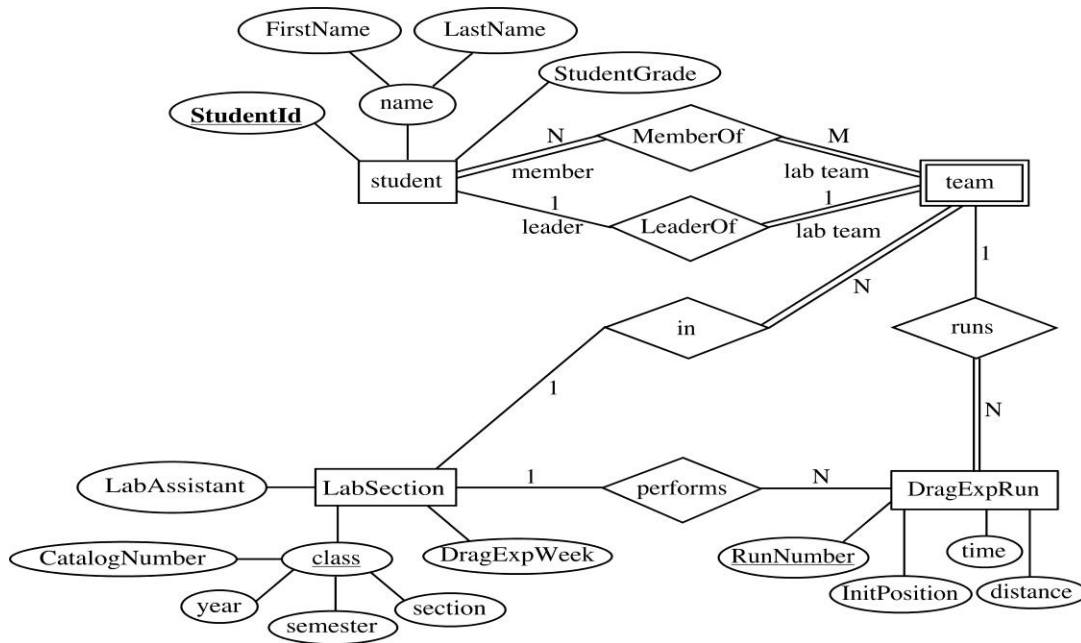 FirstName
LastName
StudentGrade
name
StudentId
N
MemberOf
M
student
member
lab team
team
1
LeaderOf
1
leader
lab team
1
N
in
runs
1
N
LabAssistant
LabSection
1
performs
N
DragExpRun
CatalogNumber
class
DragExpWeek
RunNumber
time
year
section
InitPosition
distance
semester